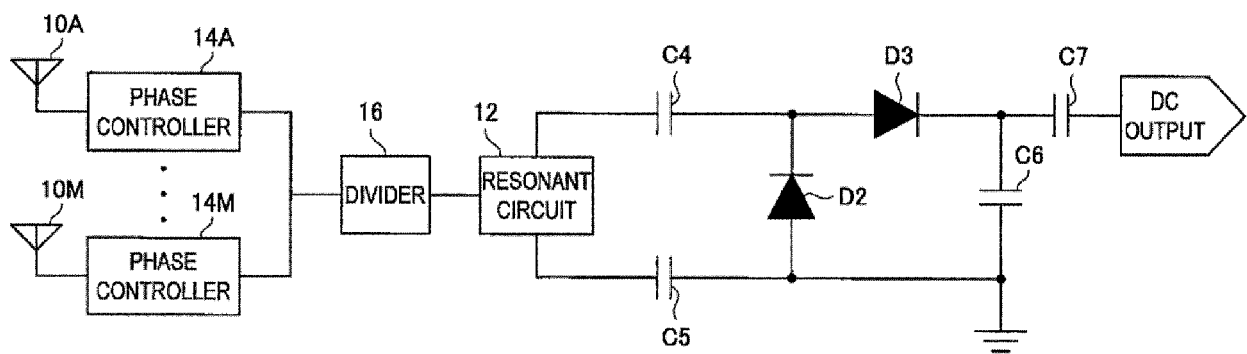 10A
14A
PHASE
CONTROLLER
10M
14M
PHASE
CONTROLLER
16
DIVIDER
12
RESONANT
CIRCUIT
C4
C5
D2
D3
C6
C7
DC
OUTPUT